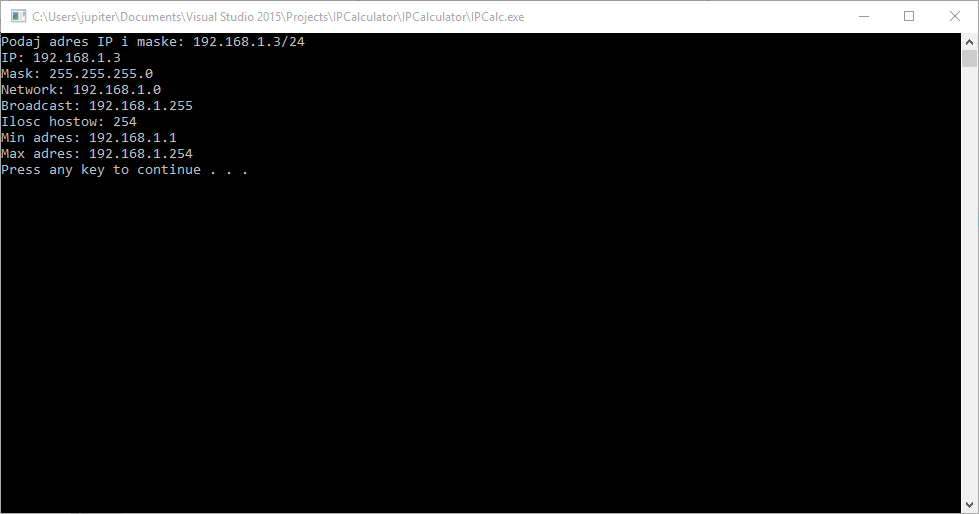 C:\Users\jupiter\Documents\Visual Studio 2015\Projects\IPCalculator\IPCalculator\IPCalc.exe
Podaj adres IP i maske: 192.168.1.3/24
IP: 192.168.1.3
Mask: 255.255.255.0
Network: 192.168.1.0
Broadcast: 192.168.1.255
Ilosc hostow: 254
Min adres: 192.168.1.1
Max adres: 192.168.1.254
Press any key to continue . . .